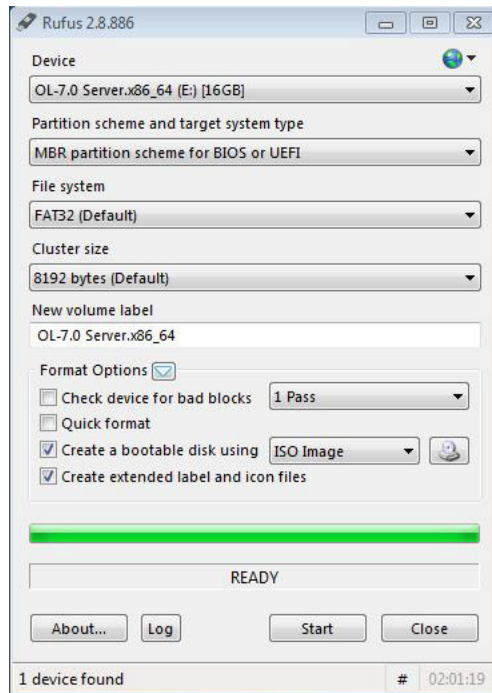 Rufus 2.8.886
Device
OL-7.0 Server.x86_64 (E:) [16GB]
Partition scheme and target system type
MBR partition scheme for BIOS or UEFI
File system
FAT32 (Default)
Cluster size
8192 bytes (Default)
New volume label
OL-7.0 Server.x86_64
Format Options
Check device for bad blocks 1 Pass
Quick format
Create a bootable disk using ISO Image
Create extended label and icon files
READY
About... Log Start Close
1 device found # 02:01:19